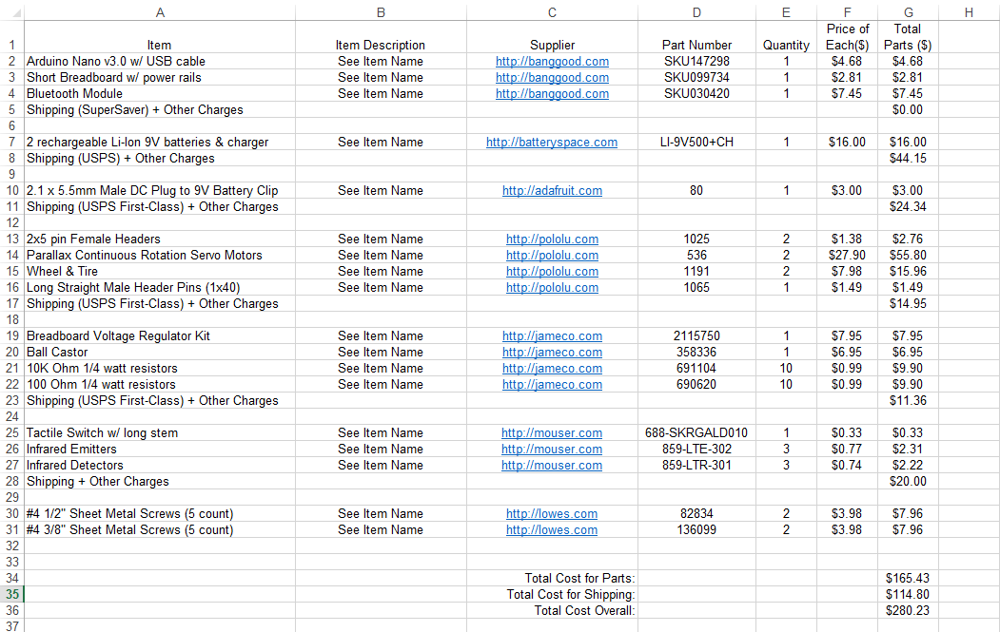 A B C D E F G H
Price of Total
1 Item Item Description Supplier Part Number Quantity Each($) Parts ($)
2 Arduino Nano v3.0 w/ USB cable See Item Name http://banggood.com SKU147298 1 $4.68 $4.68
3 Short Breadboard w/ power rails See Item Name http://banggood.com SKU099734 1 $2.81 $2.81
4 Bluetooth Module See Item Name http://banggood.com SKU030420 1 $7.45 $7.45
5 Shipping (SuperSaver) + Other Charges $0.00
6
7 2 rechargeable Li-Ion 9V batteries & charger See Item Name http://batteryspace.com LI-9V500+CH 1 $16.00 $16.00
8 Shipping (USPS) + Other Charges $44.15
9
10 2.1 x 5.5mm Male DC Plug to 9V Battery Clip See Item Name http://adafruit.com 80 1 $3.00 $3.00
11 Shipping (USPS First-Class) + Other Charges $24.34
12
13 2x5 pin Female Headers See Item Name http://pololu.com 1025 2 $1.38 $2.76
14 Parallax Continuous Rotation Servo Motors See Item Name http://pololu.com 536 2 $27.90 $55.80
15 Wheel & Tire See Item Name http://pololu.com 1191 2 $7.98 $15.96
16 Long Straight Male Header Pins (1x40) See Item Name http://pololu.com 1065 1 $1.49 $1.49
17 Shipping (USPS First-Class) + Other Charges $14.95
18
19 Breadboard Voltage Regulator Kit See Item Name http://jameco.com 2115750 1 $7.95 $7.95
20 Ball Castor See Item Name http://jameco.com 358336 1 $6.95 $6.95
21 10K Ohm 1/4 watt resistors See Item Name http://jameco.com 691104 10 $0.99 $9.90
22 100 Ohm 1/4 watt resistors See Item Name http://jameco.com 690620 10 $0.99 $9.90
23 Shipping (USPS First-Class) + Other Charges $11.36
24
25 Tactile Switch w/ long stem See Item Name http://mouser.com 688-SKRGALD010 1 $0.33 $0.33
26 Infrared Emitters See Item Name http://mouser.com 859-LTE-302 3 $0.77 $2.31
27 Infrared Detectors See Item Name http://mouser.com 859-LTR-301 3 $0.74 $2.22
28 Shipping + Other Charges $20.00
29
30 #4 1/2" Sheet Metal Screws (5 count) See Item Name http://lowes.com 82834 2 $3.98 $7.96
31 #4 3/8" Sheet Metal Screws (5 count) See Item Name http://lowes.com 136099 2 $3.98 $7.96
32
33
34 Total Cost for Parts: $165.43
35 Total Cost for Shipping: $114.80
36 Total Cost Overall: $280.23
37